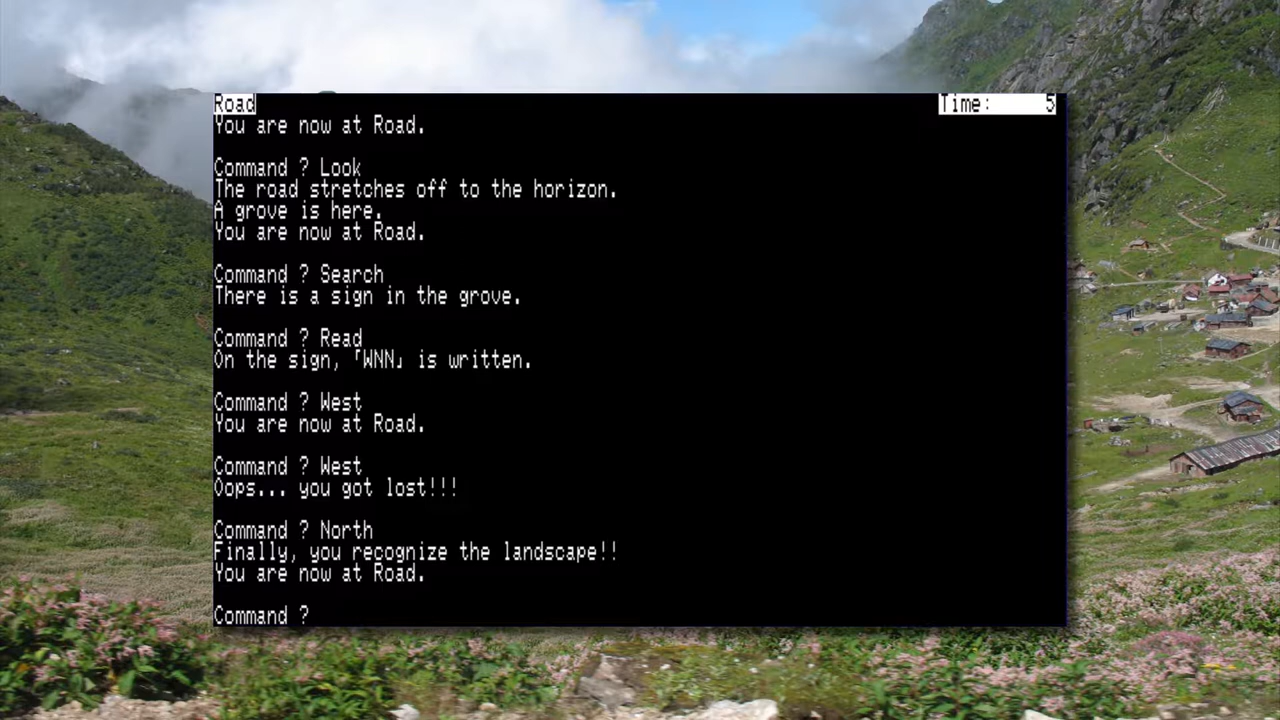 Road Time: 5
You are now at Road.
Command ? Look
The road stretches off to the horizon.
A grove is here.
You are now at Road.
Command ? Search
There is a sign in the grove.
Command ? Read
On the sign, 「WNN」 is written.
Command ? West
You are now at Road.
Command ? West
Oops... you got lost!!!
Command ? North
Finally, you recognize the landscape!!
You are now at Road.
Command ?